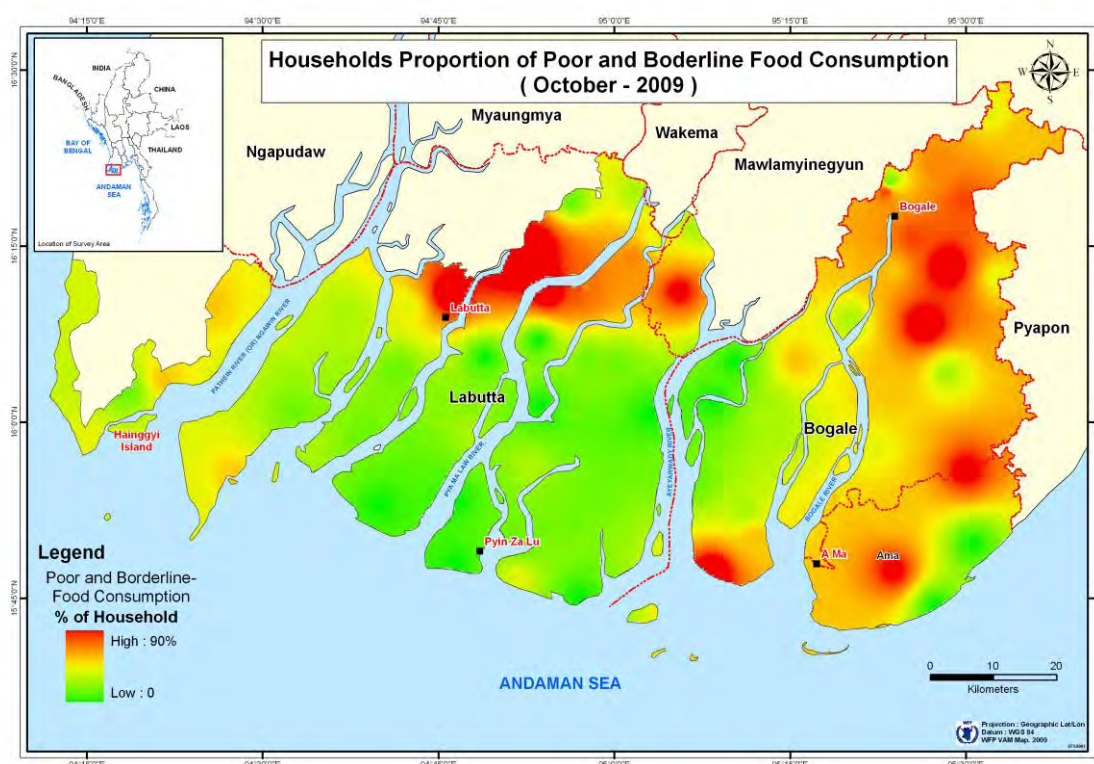 94°15'0"E
94°30'0"E
94°45'0"E
95°0'0"E
95°15'0"E
95°30'0"E
Households Proportion of Poor and Boderline Food Consumption
( October - 2009 )
N
W
E
S
INDIA
BANGLADESH
CHINA
LAOS
BAY OF
BENGAL
THAILAND
ANDAMAN
SEA
Location of Survey Area
16°30'0"N
Myaungmya
Wakema
Ngapudaw
Mawlamyinegyun
Bogale
Labutta
Pyapon
PATHEIN RIVER (OR) NGAWIN RIVER
Labutta
16°0'0"N
Bogale
Hainggyi
Island
PYA MA LAW RIVER
AYEYARWADY RIVER
BOGALE RIVER
Pyin Za Lu
A Ma
Ama
15°45'0"N
Legend
Poor and Borderline-
Food Consumption
% of Household
High : 90%
Low : 0
ANDAMAN SEA
0 10 20
Kilometers
WFP
Projection : Geographic Lat/Lon
Datum : WGS 84
WFP VAM Map. 2009